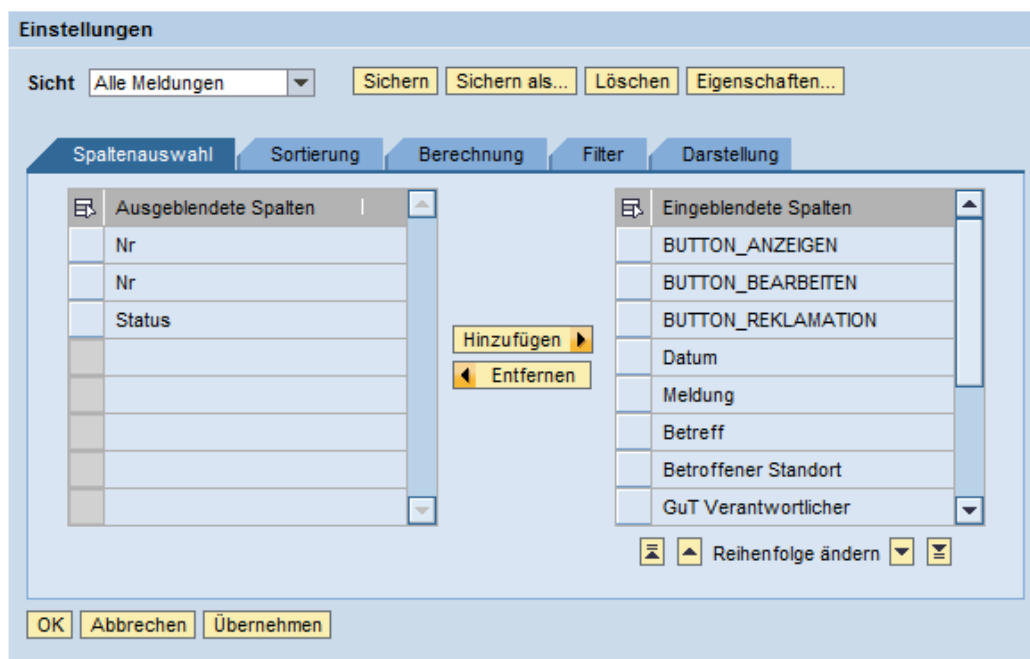 Einstellungen
Sicht Alle Meldungen Sichern Sichern als... Löschen Eigenschaften...
Spaltenauswahl Sortierung Berechnung Filter Darstellung
Ausgeblendete Spalten Eingeblendete Spalten
Nr BUTTON_ANZEIGEN
Nr BUTTON_BEARBEITEN
Status BUTTON_REKLAMATION
Hinzufügen
Datum
Entfernen
Meldung
Betreff
Betroffener Standort
GuT Verantwortlicher
Reihenfolge ändern
OK Abbrechen Übernehmen